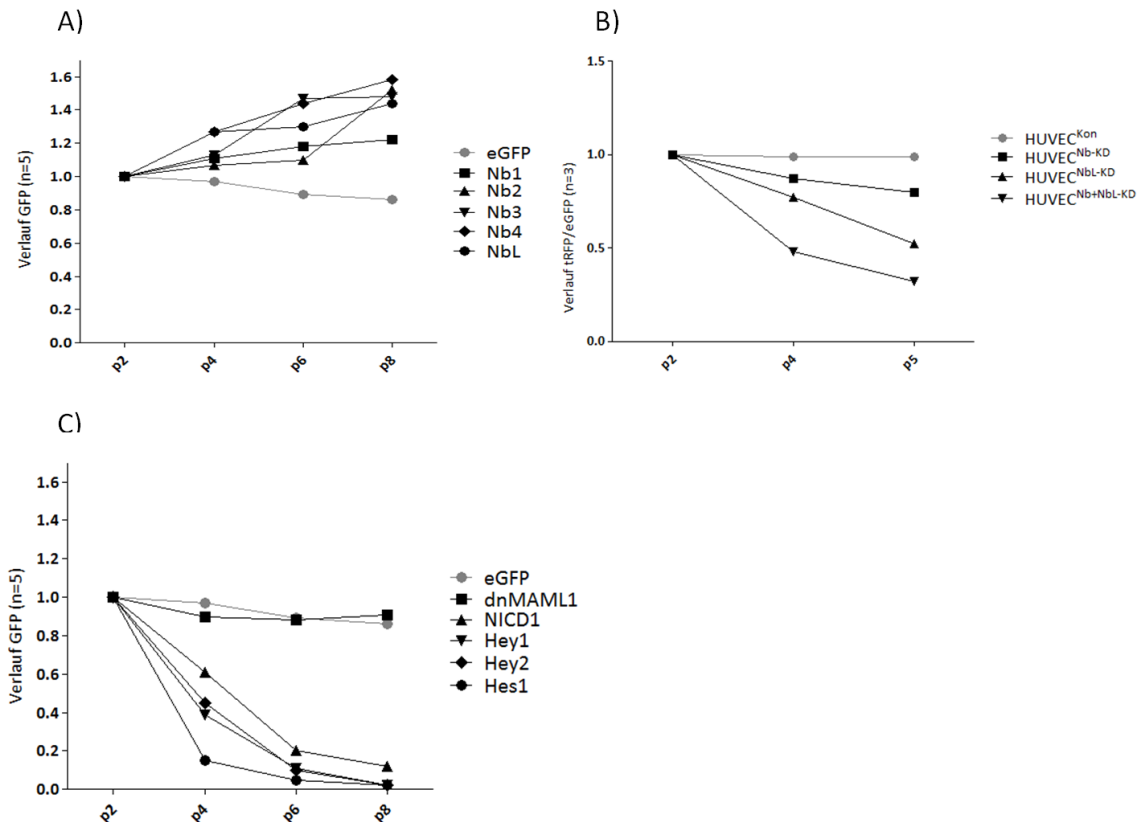 A)
Verlauf GFP (n=5)
1.6
1.4
1.2
1.0
0.8
0.6
0.4
0.2
0.0
p2
p4
p6
p8
eGFP
Nb1
Nb2
Nb3
Nb4
NbL
B)
Verlauf tRFP/eGFP (n=3)
1.5
1.0
0.5
0.0
p2
p4
p5
HUVECKon
HUVECNb-KD
HUVECNbL-KD
HUVECNb+NbL-KD
C)
Verlauf GFP (n=5)
1.6
1.4
1.2
1.0
0.8
0.6
0.4
0.2
0.0
p2
p4
p6
p8
eGFP
dnMAML1
NICD1
Hey1
Hey2
Hes1